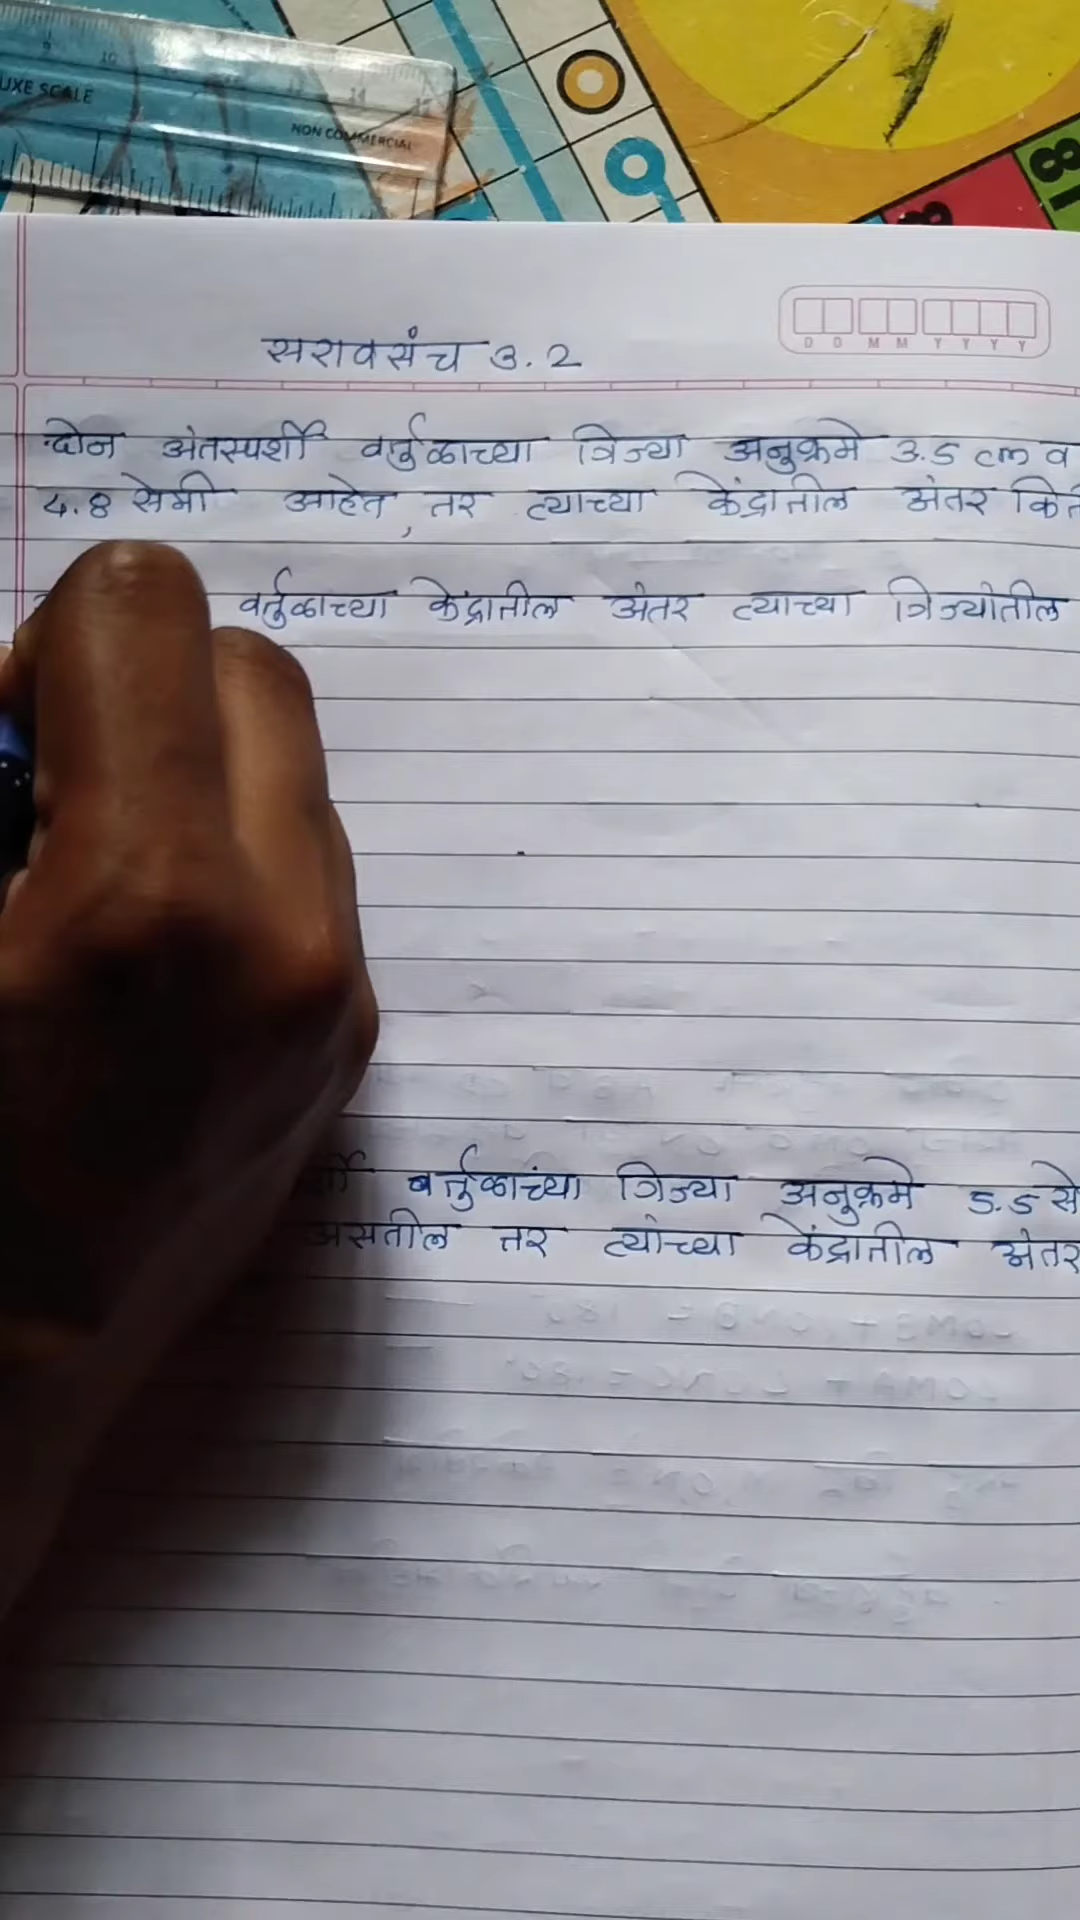 UXE SCALE
NON COMMERCIAL
8
D D M M Y Y Y Y
सरावसंच 3.2
दोन अंतस्पर्शी वर्तुळाच्या त्रिज्या अनुक्रमे 3.5 cm व
4.8 सेमी आहेत, तर त्याच्या केंद्रातील अंतर
वर्तुळाच्या केंद्रातील अंतर त्याच्या त्रिज्येतील
वर्तुळांच्या त्रिज्या अनुक्रमे 5.5 से
असतील तर त्यांच्या केंद्रातील अंतर